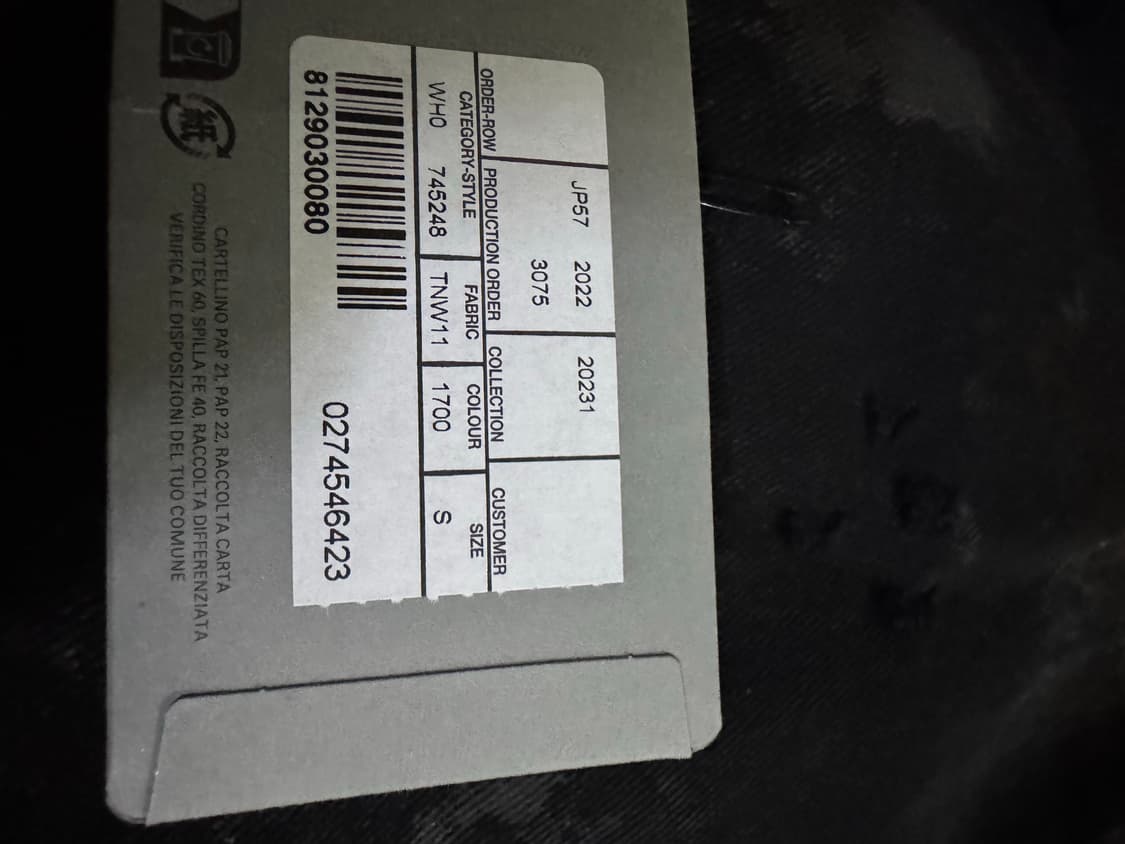 JP57 2022 20231
3075
ORDER-ROW PRODUCTION ORDER COLLECTION CUSTOMER
CATEGORY-STYLE FABRIC COLOUR SIZE
WH0 745248 TNW11 1700 S
8129030080 0274546423
紙
CARTELLINO PAP 21, PAP 22, RACCOLTA CARTA
CORDINO TEX 60, SPILLA FE 40, RACCOLTA DIFFERENZIATA
VERIFICA LE DISPOSIZIONI DEL TUO COMUNE